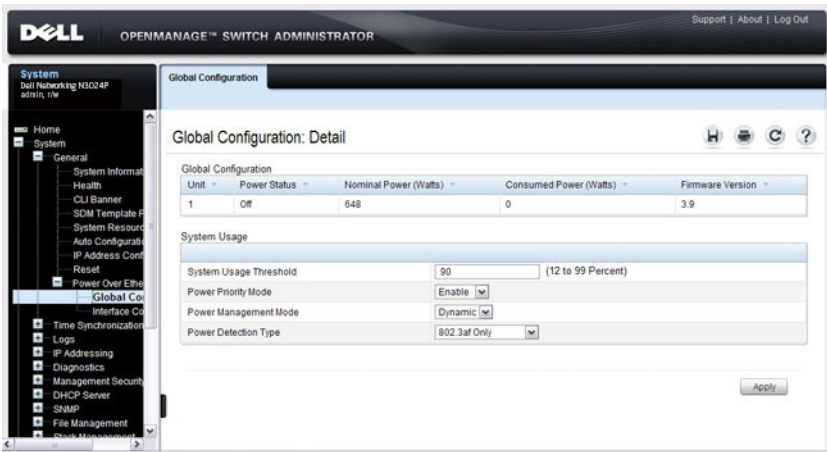 Support | About | Log Out
DELL
OPENMANAGE™ SWITCH ADMINISTRATOR
System
Dell Networking N3024P
admin, r/w
Global Configuration
Home
System
General
System Informat
Health
CLI Banner
SDM Template F
System Resourc
Auto Configuratio
IP Address Conf
Reset
Power Over Ethe
Global Co
Interface Co
Time Synchronization
Logs
IP Addressing
Diagnostics
Management Security
DHCP Server
SNMP
File Management
Stack Management
Global Configuration: Detail
Global Configuration
Unit Power Status Nominal Power (Watts) Consumed Power (Watts) Firmware Version
1 Off 648 0 3.9
System Usage
System Usage Threshold 90 (12 to 99 Percent)
Power Priority Mode Enable
Power Management Mode Dynamic
Power Detection Type 802.3af Only
Apply